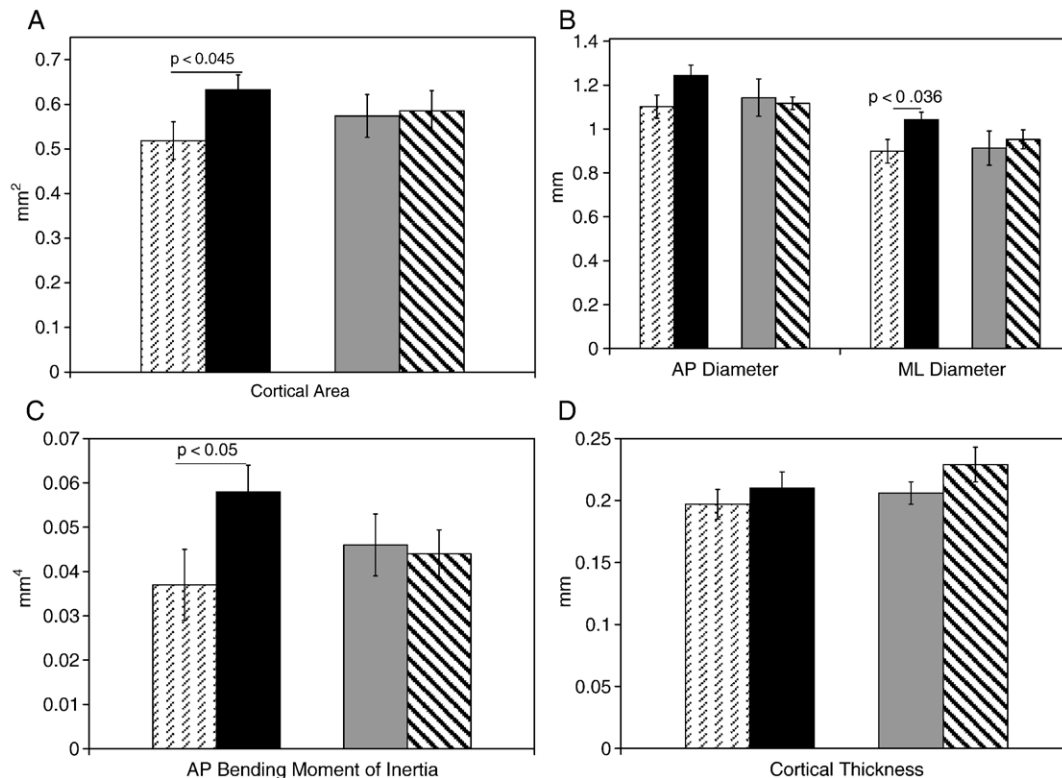 A
0.7
0.6
0.5
0.4
0.3
0.2
0.1
0
mm2
p < 0.045
Cortical Area
B
1.4
1.2
1
0.8
0.6
0.4
0.2
0
mm
p < 0 .036
AP Diameter
ML Diameter
C
0.07
0.06
0.05
0.04
0.03
0.02
0.01
0
mm4
p < 0.05
AP Bending Moment of Inertia
D
0.25
0.2
0.15
0.1
0.05
0
mm
Cortical Thickness